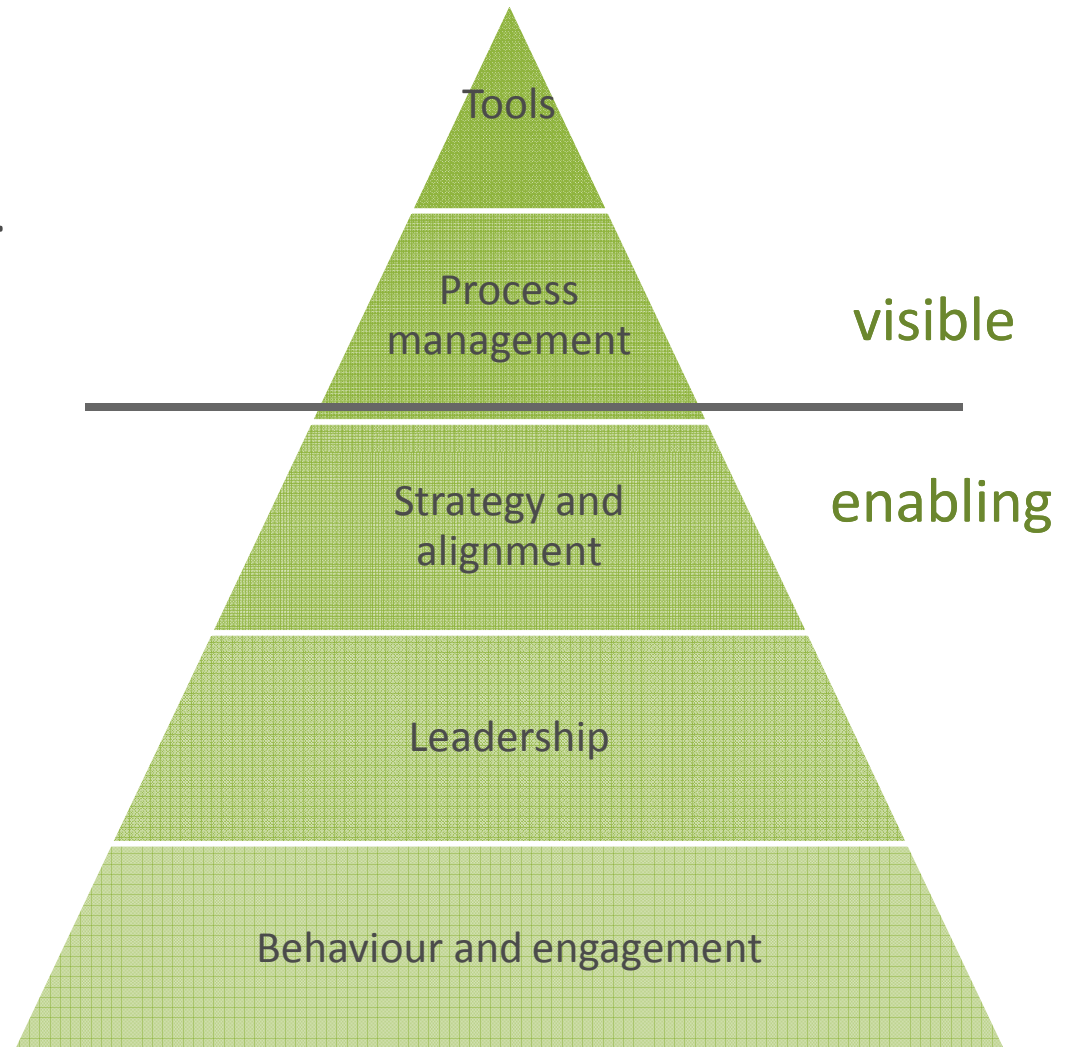 Tools
Process
management
visible
Strategy and
alignment
enabling
Leadership
Behaviour and engagement